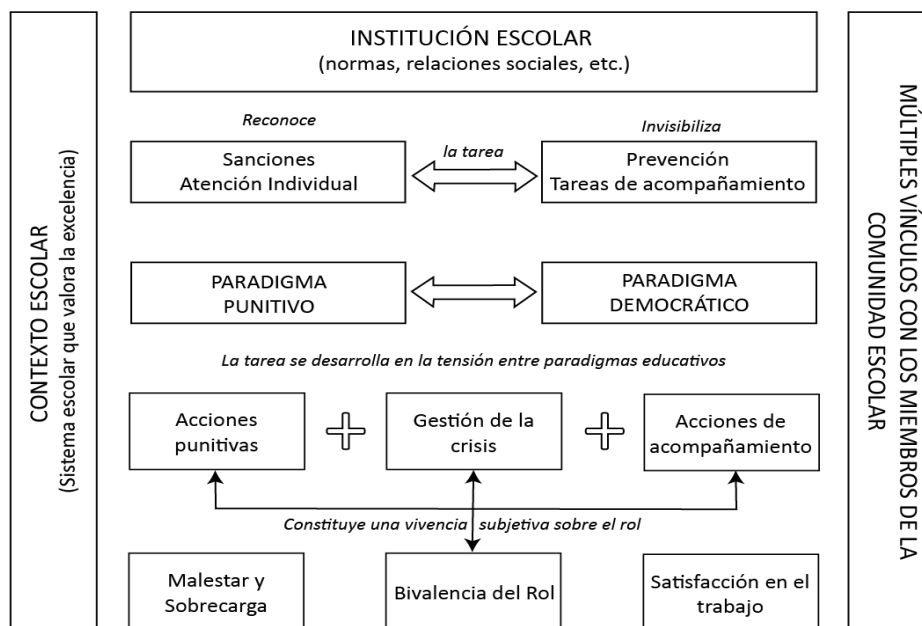 INSTITUCIÓN ESCOLAR
(normas, relaciones sociales, etc.)
CONTEXTO ESCOLAR
(Sistema escolar que valora la excelencia)
Reconoce
Invisibiliza
la tarea
Sanciones
Atención Individual
Prevención
Tareas de acompañamiento
PARADIGMA
PUNITIVO
PARADIGMA
DEMOCRÁTICO
La tarea se desarrolla en la tensión entre paradigmas educativos
Acciones
punitivas
Gestión de la
crisis
Acciones de
acompañamiento
Constituye una vivencia subjetiva sobre el rol
Malestar y
Sobrecarga
Bivalencia del Rol
Satisfacción en el
trabajo
MÚLTIPLES VÍNCULOS CON LOS MIEMBROS DE LA
COMUNIDAD ESCOLAR